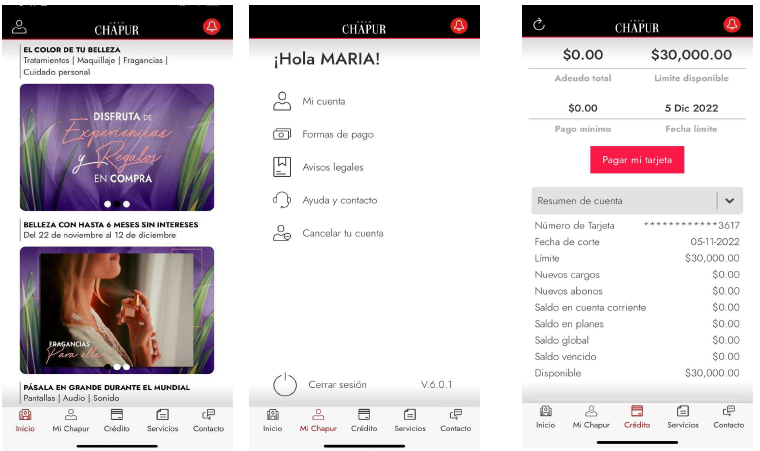 GRAN
CHAPUR
EL COLOR DE TU BELLEZA
Tratamientos | Maquillaje | Fragancias |
Cuidado personal
DISFRUTA DE
Experiencias
y Regalos
EN COMPRA
BELLEZA CON HASTA 6 MESES SIN INTERESES
Del 22 de noviembre al 12 de diciembre
FRAGANCIAS
Para ella
PÁSALA EN GRANDE DURANTE EL MUNDIAL
Pantallas | Audio | Sonido
Inicio Mi Chapur Crédito Servicios Contacto
GRAN
CHAPUR
¡Hola MARIA!
Mi cuenta
Formas de pago
Avisos legales
Ayuda y contacto
Cancelar tu cuenta
Cerrar sesión V.6.0.1
Inicio Mi Chapur Crédito Servicios Contacto
GRAN
CHAPUR
$0.00 $30,000.00
Adeudo total Límite disponible
$0.00 5 Dic 2022
Pago mínimo Fecha límite
Pagar mi tarjeta
Resumen de cuenta
Número de Tarjeta ************3617
Fecha de corte 05-11-2022
Límite $30,000.00
Nuevos cargos $0.00
Nuevos abonos $0.00
Saldo en cuenta corriente $0.00
Saldo en planes $0.00
Saldo global $0.00
Saldo vencido $0.00
Disponible $30,000.00
Inicio Mi Chapur Crédito Servicios Contacto